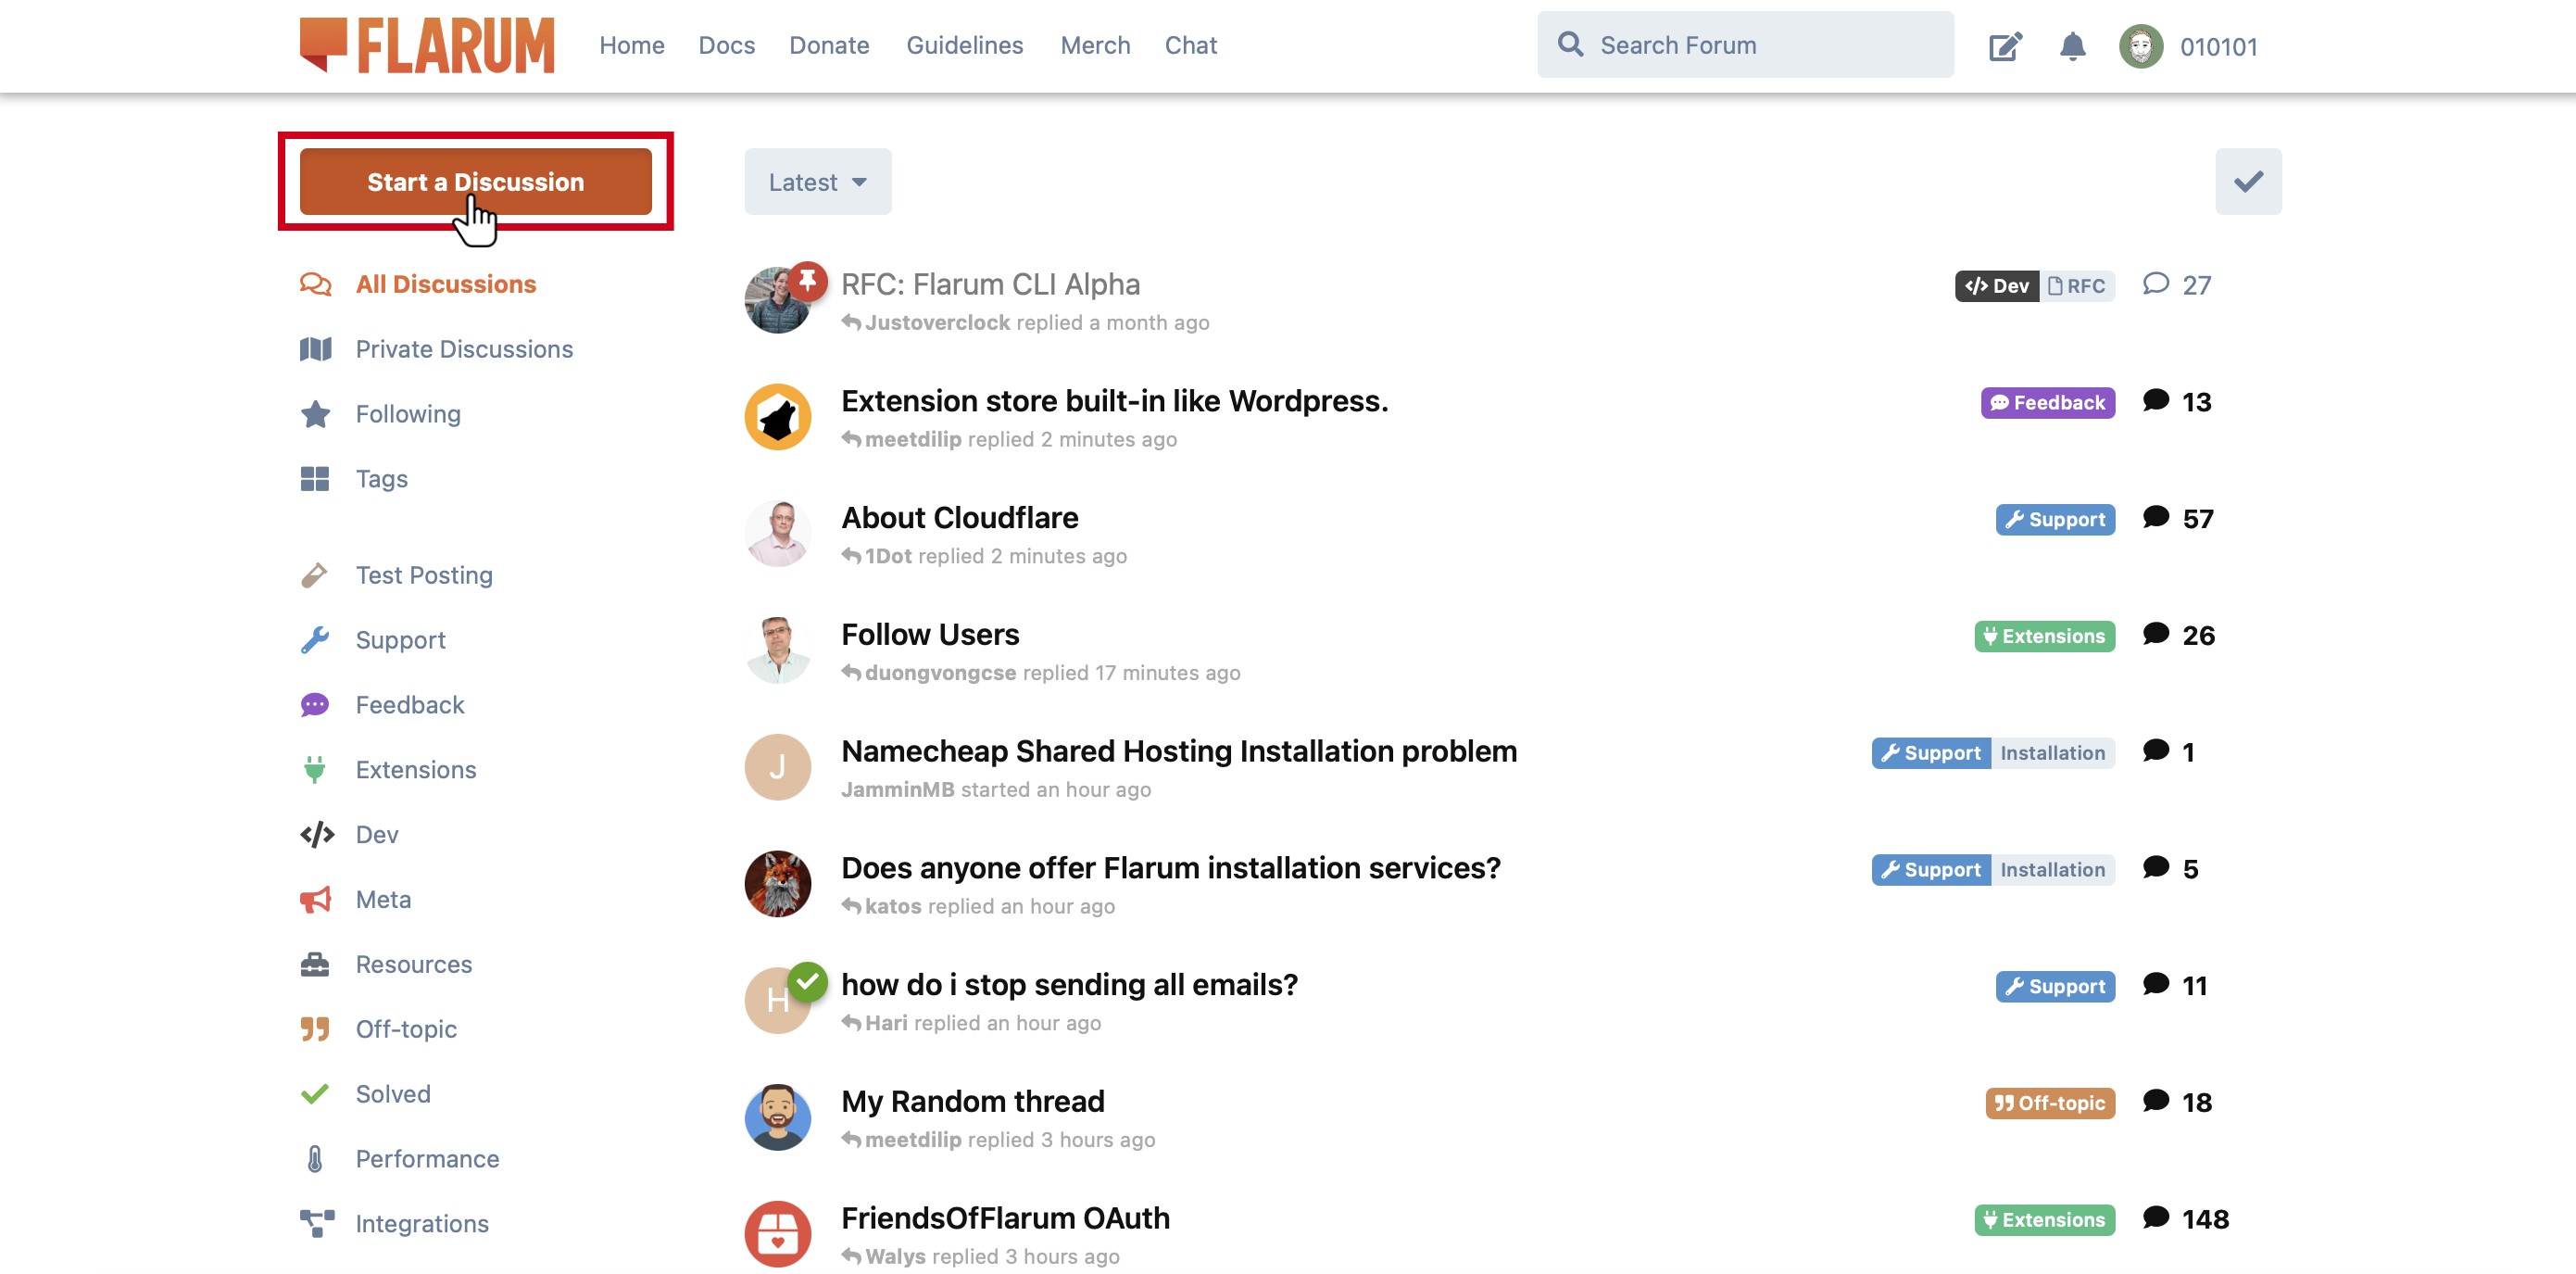 FLARUM Home Docs Donate Guidelines Merch Chat Search Forum 010101
Start a Discussion
Latest
All Discussions
Private Discussions
Following
Tags
Test Posting
Support
Feedback
Extensions
Dev
Meta
Resources
Off-topic
Solved
Performance
Integrations
RFC: Flarum CLI Alpha Dev RFC 27
Justoverclock replied a month ago
Extension store built-in like Wordpress. Feedback 13
meetdilip replied 2 minutes ago
About Cloudflare Support 57
1Dot replied 2 minutes ago
Follow Users Extensions 26
duongvongcse replied 17 minutes ago
J
Namecheap Shared Hosting Installation problem Support Installation 1
JamminMB started an hour ago
Does anyone offer Flarum installation services? Support Installation 5
katos replied an hour ago
H
how do i stop sending all emails? Support 11
Hari replied an hour ago
My Random thread Off-topic 18
meetdilip replied 3 hours ago
FriendsOfFlarum OAuth Extensions 148
Walys replied 3 hours ago